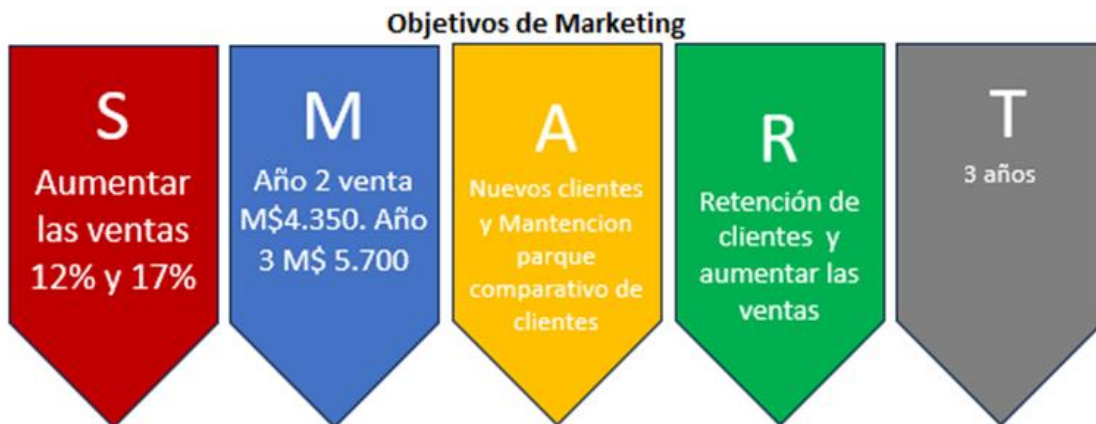 Objetivos de Marketing
S
Aumentar
las ventas
12% y 17%
M
Año 2 venta
M$4.350. Año
3 M$ 5.700
A
Nuevos clientes
y Mantencion
parque
comparativo de
clientes
R
Retención de
clientes y
aumentar las
ventas
T
3 años